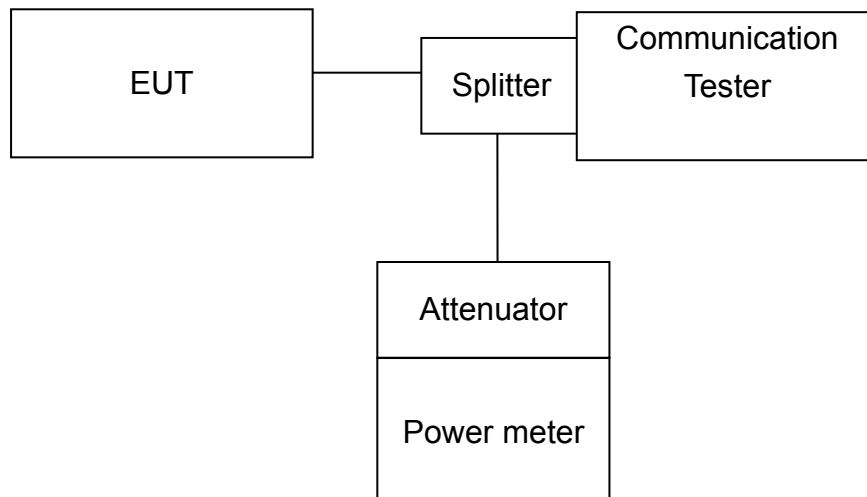 EUT
Splitter
Communication
Tester
Attenuator
Power meter